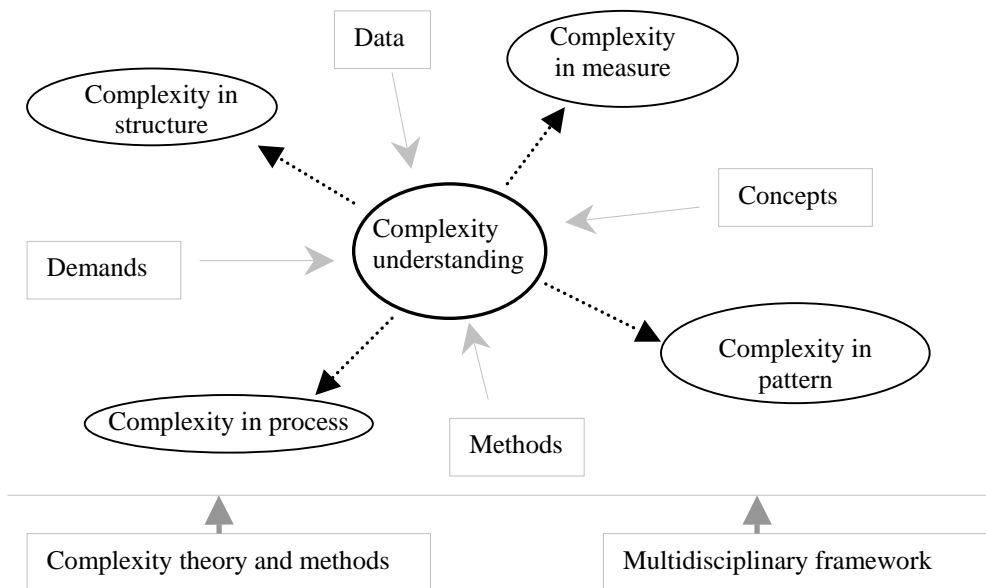 Data
Complexity
in measure
Complexity in
structure
Concepts
Complexity
understanding
Demands
Complexity in
pattern
Complexity in process
Methods
Complexity theory and methods
Multidisciplinary framework